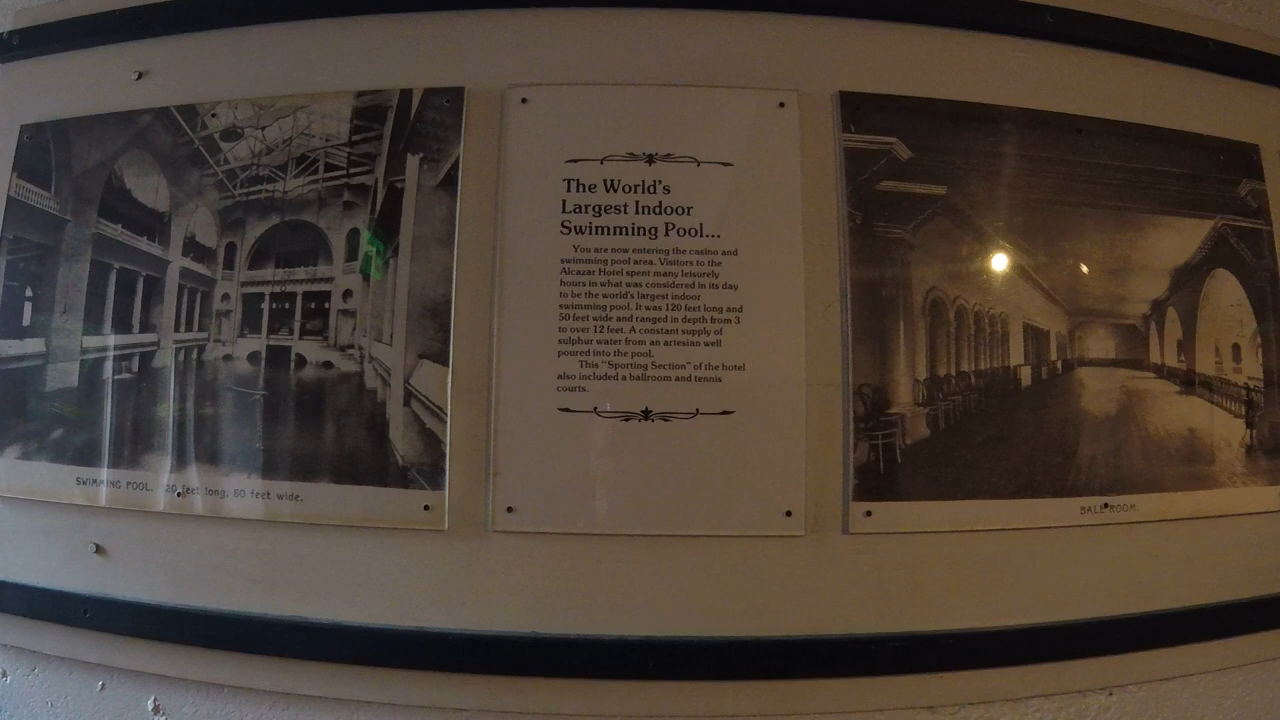 The World's
Largest Indoor
Swimming Pool...
You are now entering the casino and
swimming pool area. Visitors to the
Alcazar Hotel spent many leisurely
hours in what was considered in its day
to be the world's largest indoor
swimming pool. It was 120 feet long and
50 feet wide and ranged in depth from 3
to over 12 feet. A constant supply of
sulphur water from an artesian well
poured into the pool.
This "Sporting Section" of the hotel
also included a ballroom and tennis
courts.
SWIMMING POOL. 20 feet long, 60 feet wide.
BALL ROOM.